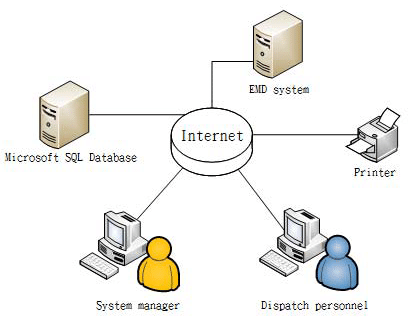 EMD system
Internet
Microsoft SQL Database
Printer
System manager
Dispatch personnel